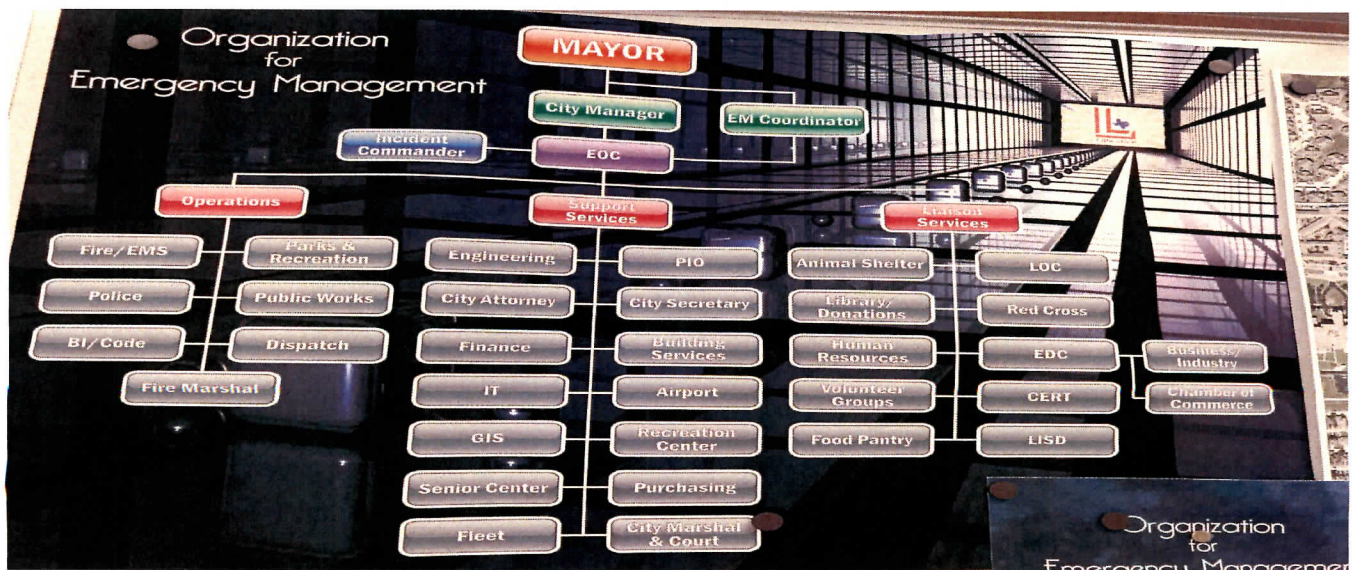 Organization
for
Emergency Management
MAYOR
City Manager
EM Coordinator
Incident
Commander
EOC
Operations
Support
Services
Liaison
Services
Fire/EMS
Parks &
Recreation
Police
Public Works
BI/Code
Dispatch
Fire Marshal
Engineering
PIO
City Attorney
City Secretary
Finance
Building
Services
IT
Airport
GIS
Recreation
Center
Senior Center
Purchasing
Fleet
City Marshal
& Court
Animal Shelter
LOC
Library/
Donations
Red Cross
Human
Resources
EDC
Business/
Industry
Volunteer
Groups
CERT
Chamber of
Commerce
Food Pantry
LISD
Organization
for
Emergency Management